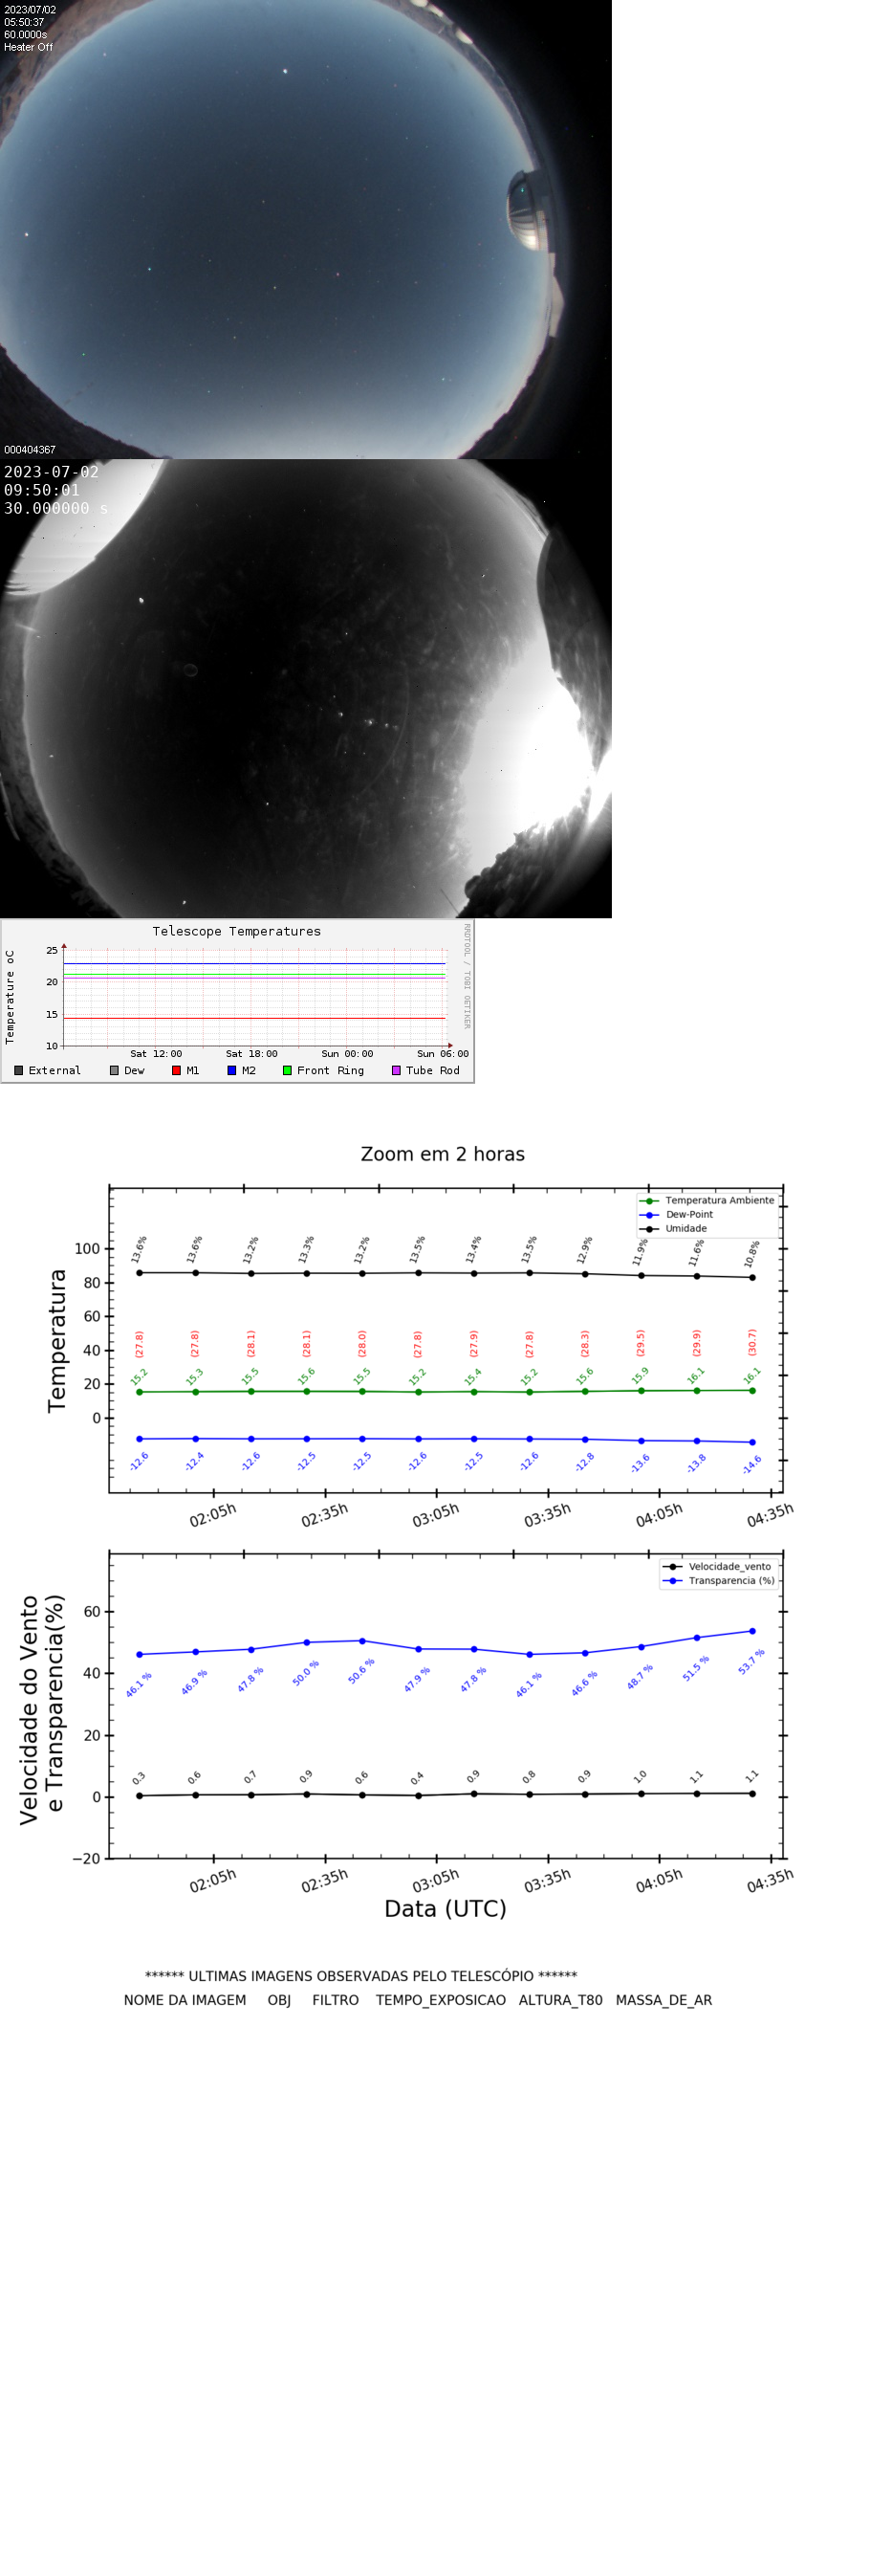 2023/07/02
05:50:37
60.0000s
Heater Off
000404367
2023-07-02
09:50:01
30.000000 s
Telescope Temperatures
RRDTOOL / TOBI OETIKER
Temperature oC
25
20
15
10
Sat 12:00 Sat 18:00 Sun 00:00 Sun 06:00
External Dew M1 M2 Front Ring Tube Rod
Zoom em 2 horas
Temperatura Ambiente
Dew-Point
Umidade
Temperatura
100
80
60
40
20
0
13.6% 13.6% 13.2% 13.3% 13.2% 13.5% 13.4% 13.5% 12.9% 11.9% 11.6% 10.8%
(27.8) (27.8) (28.1) (28.1) (28.0) (27.8) (27.9) (27.8) (28.3) (29.5) (29.9) (30.7)
15.2 15.3 15.5 15.6 15.5 15.2 15.4 15.2 15.6 15.9 16.1 16.1
-12.6 -12.4 -12.6 -12.5 -12.5 -12.6 -12.5 -12.6 -12.8 -13.6 -13.8 -14.6
02:05h 02:35h 03:05h 03:35h 04:05h 04:35h
Velocidade_vento
Transparencia (%)
Velocidade do Vento
e Transparencia(%)
60
40
20
0
−20
46.1 % 46.9 % 47.8 % 50.0 % 50.6 % 47.9 % 47.8 % 46.1 % 46.6 % 48.7 % 51.5 % 53.7 %
0.3 0.6 0.7 0.9 0.6 0.4 0.9 0.8 0.9 1.0 1.1 1.1
02:05h 02:35h 03:05h 03:35h 04:05h 04:35h
Data (UTC)
****** ULTIMAS IMAGENS OBSERVADAS PELO TELESCÓPIO ******
NOME DA IMAGEM OBJ FILTRO TEMPO_EXPOSICAO ALTURA_T80 MASSA_DE_AR